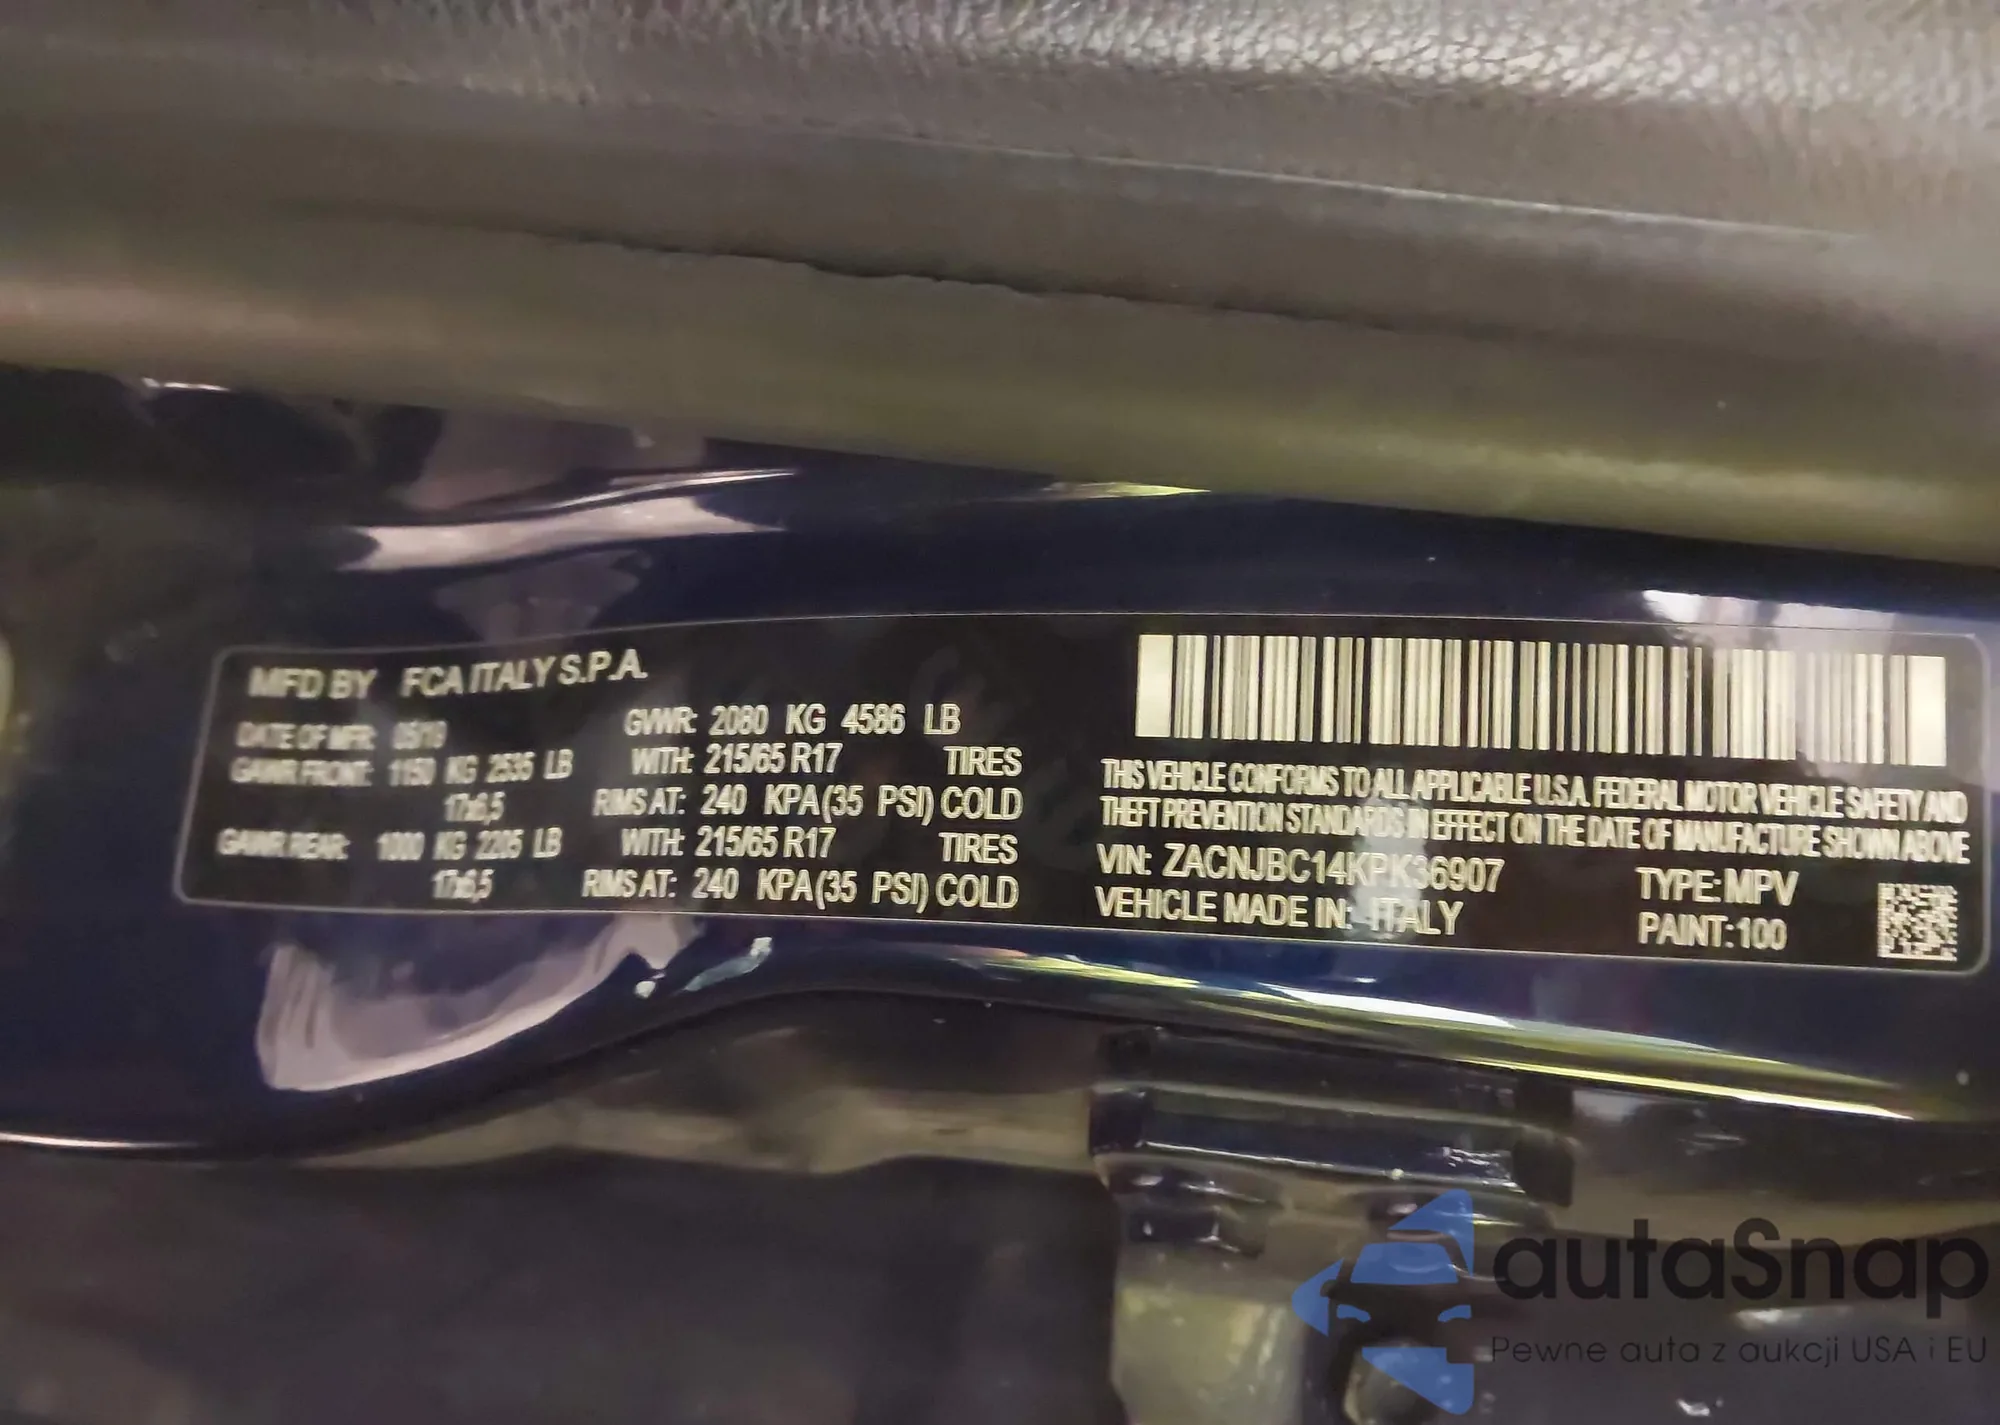 MFD BY FCA ITALY S.P.A.
DATE OF MFR: 05/19 GVWR: 2080 KG 4586 LB
GAWR FRONT: 1150 KG 2535 LB WITH: 215/65 R17 TIRES
17x6,5 RIMS AT: 240 KPA(35 PSI) COLD
GAWR REAR: 1000 KG 2205 LB WITH: 215/65 R17 TIRES
17x6,5 RIMS AT: 240 KPA(35 PSI) COLD
THIS VEHICLE CONFORMS TO ALL APPLICABLE U.S.A. FEDERAL MOTOR VEHICLE SAFETY AND
THEFT PREVENTION STANDARDS IN EFFECT ON THE DATE OF MANUFACTURE SHOWN ABOVE
VIN: ZACNJBC14KPK36907 TYPE: MPV
VEHICLE MADE IN: ITALY PAINT: 100
autaSnap
Pewne auta z aukcji USA i EU